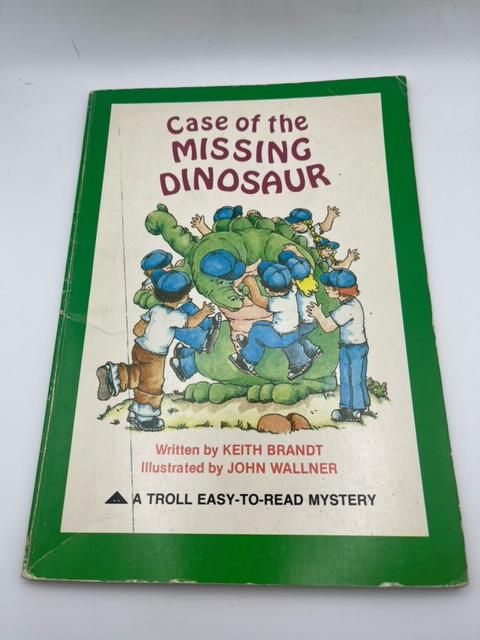 Case of the
MISSING
DINOSAUR
Written by KEITH BRANDT
Illustrated by JOHN WALLNER
A TROLL EASY-TO-READ MYSTERY